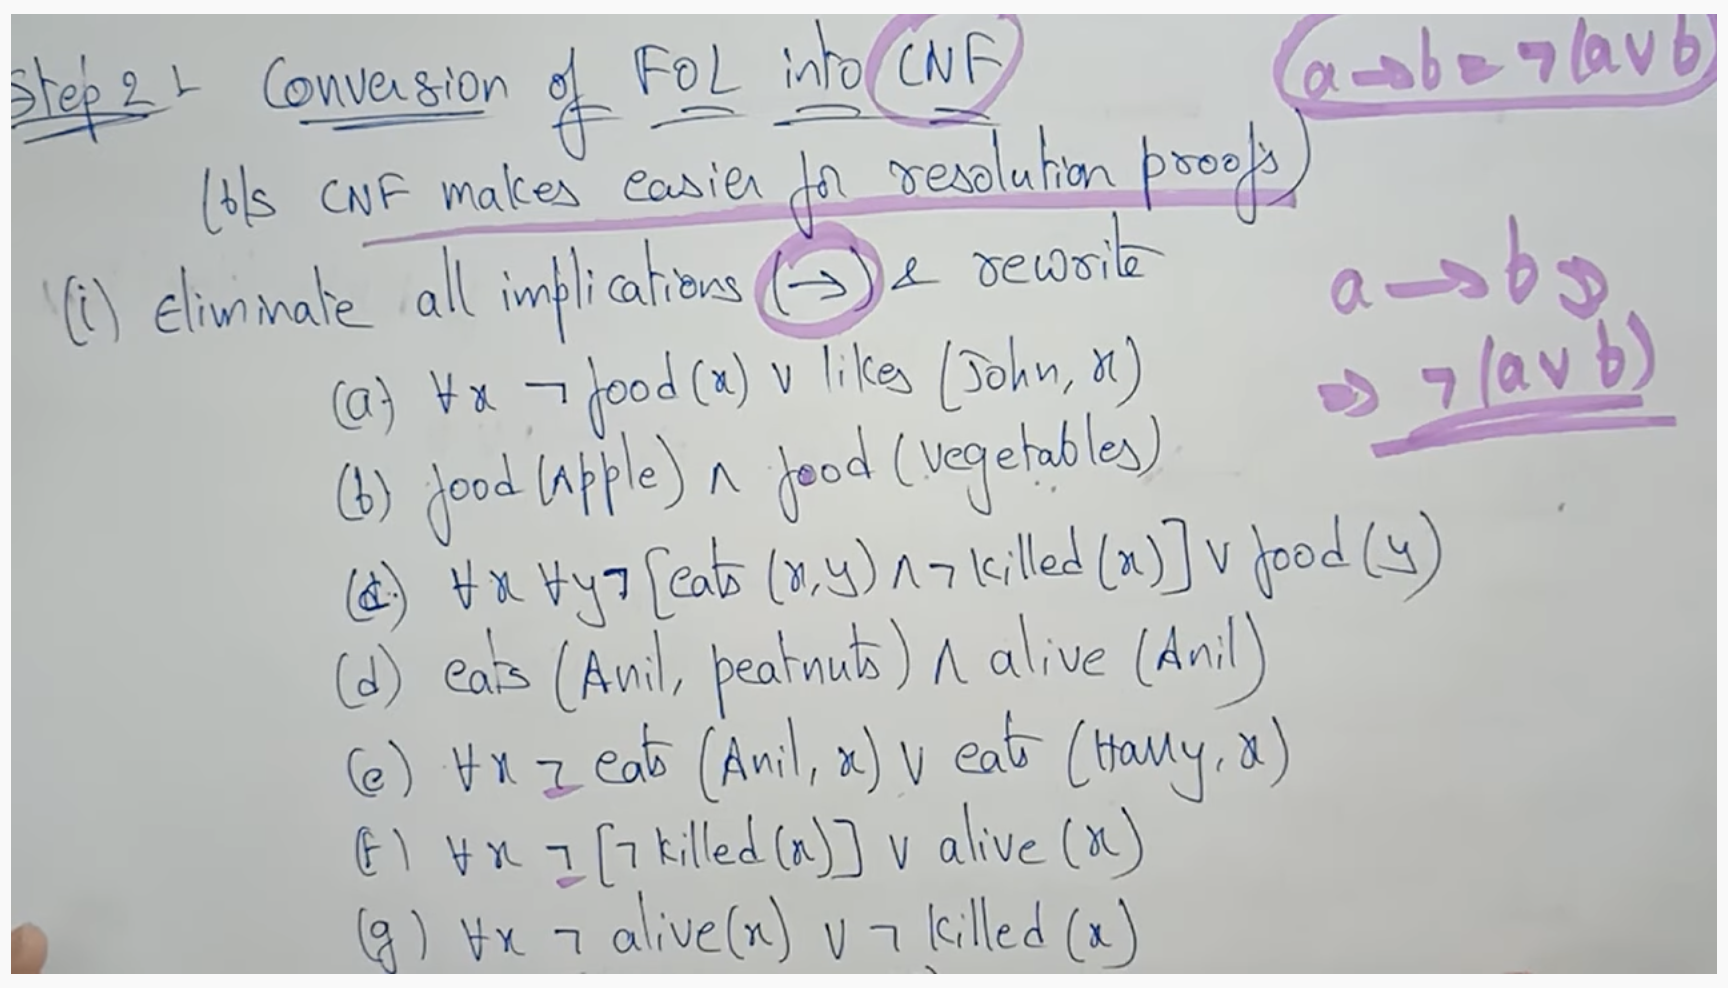 Step 2 :- Conversion of FOL into CNF
a → b = ¬(a ∨ b)
(b/s CNF makes easier for resolution proofs)
(i) Eliminate all implications (→) & rewrite
a → b ⇒
⇒ ¬(a ∨ b)
(a) ∀x ¬ food(x) ∨ likes (John, x)
(b) food (Apple) ∧ food (vegetables)
(c) ∀x ∀y ¬ [eats (x,y) ∧ ¬ killed (x)] ∨ food (y)
(d) eats (Anil, peatnuts) ∧ alive (Anil)
(e) ∀x ¬ eats (Anil, x) ∨ eats (Harry, x)
(f) ∀x ¬ [¬ killed (x)] ∨ alive (x)
(g) ∀x ¬ alive(x) ∨ ¬ killed (x)